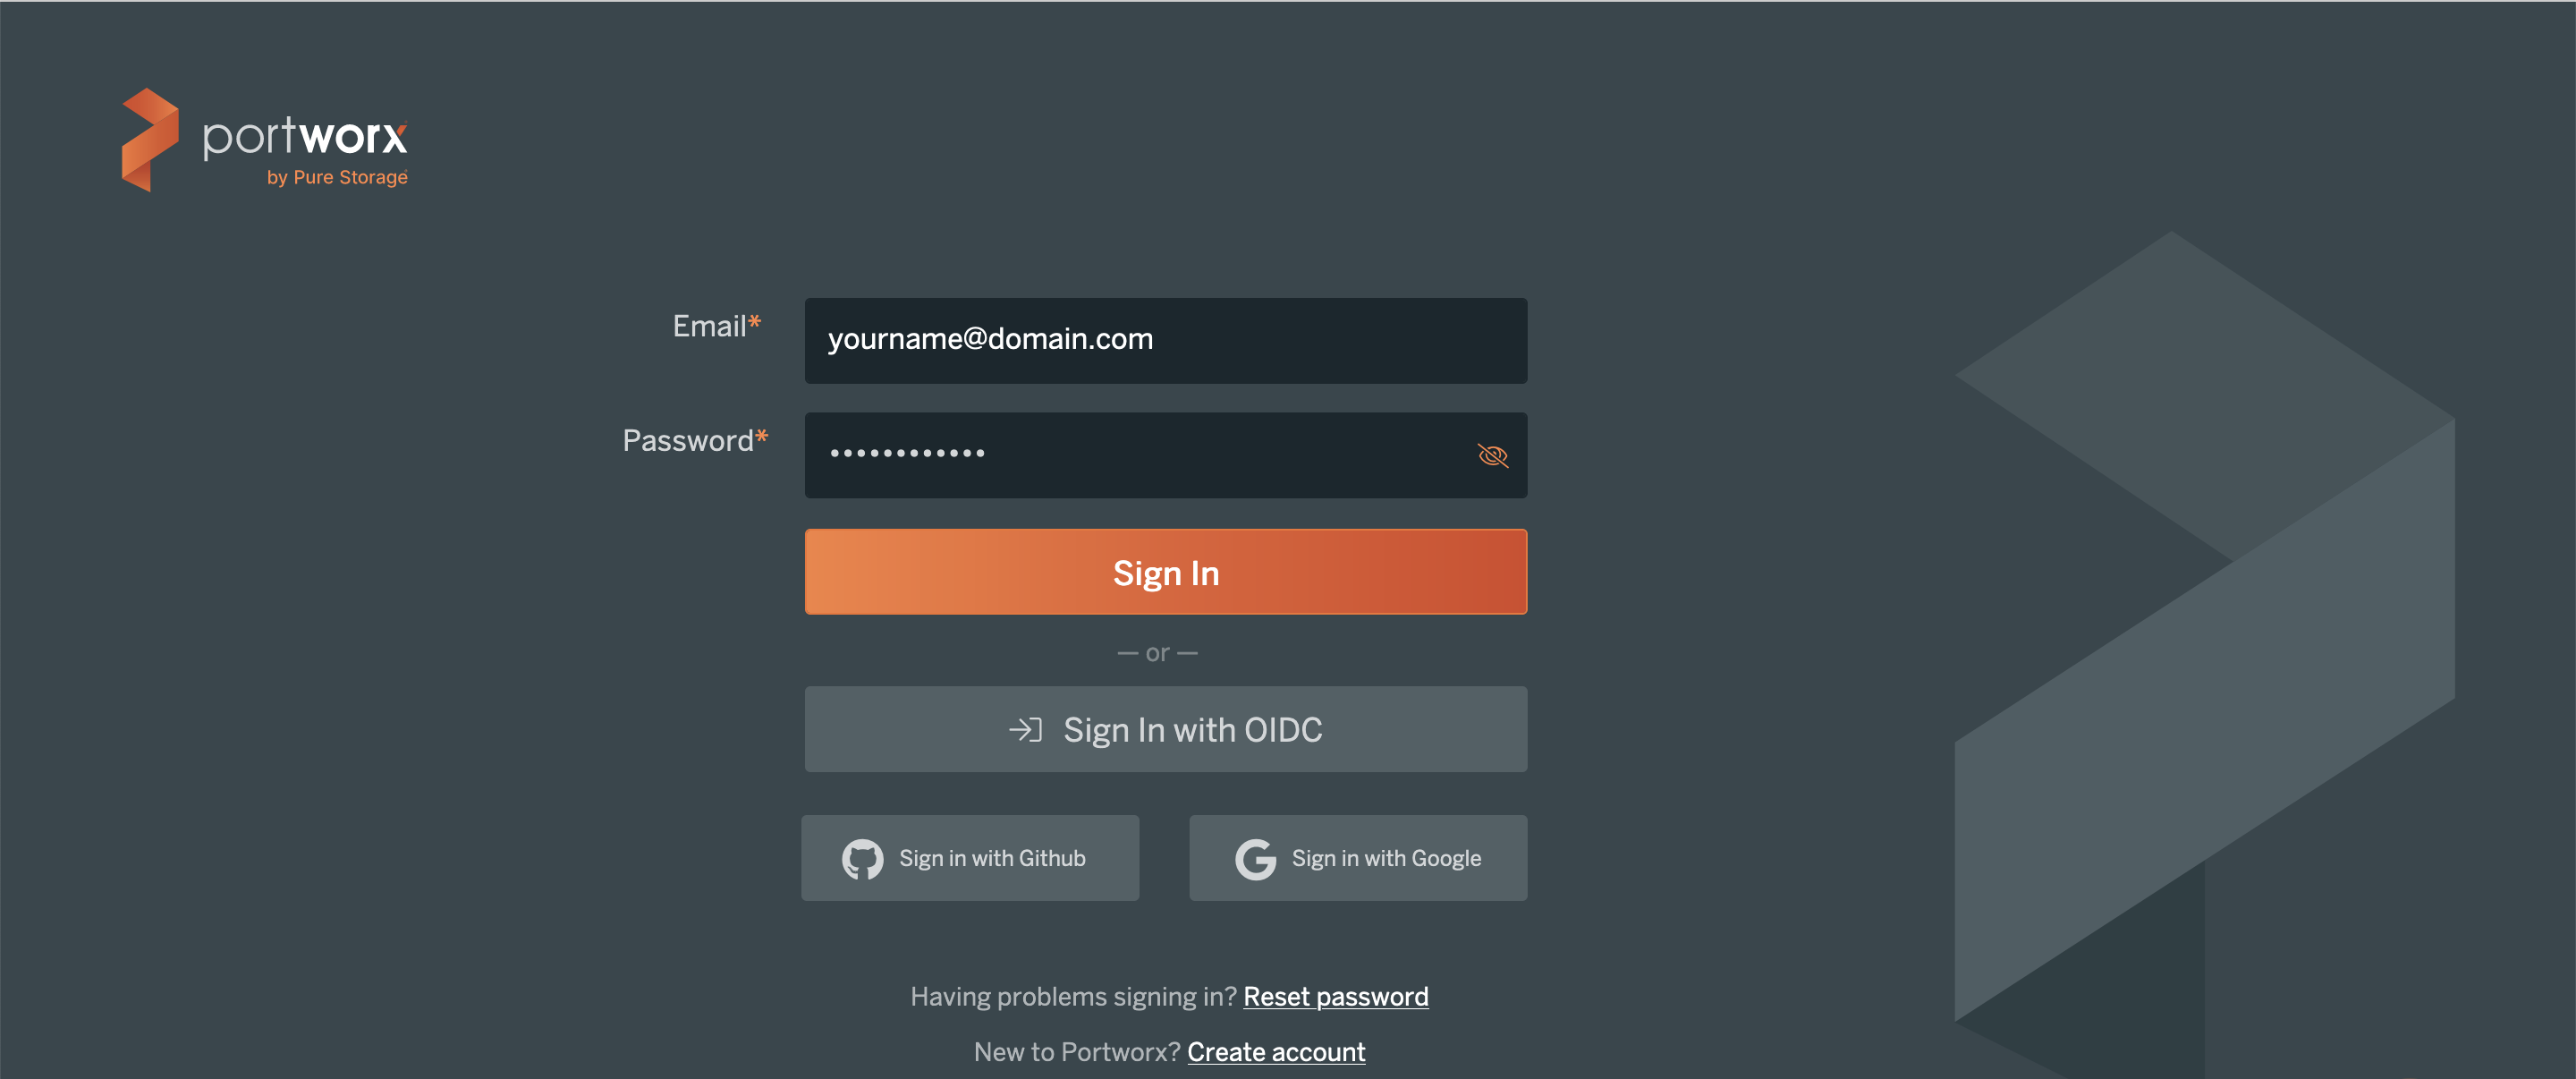 portworx
by Pure Storage
Email*
yourname@domain.com
Password*
••••••••••••
Sign In
— or —
Sign In with OIDC
Sign in with Github
Sign in with Google
Having problems signing in? Reset password
New to Portworx? Create account